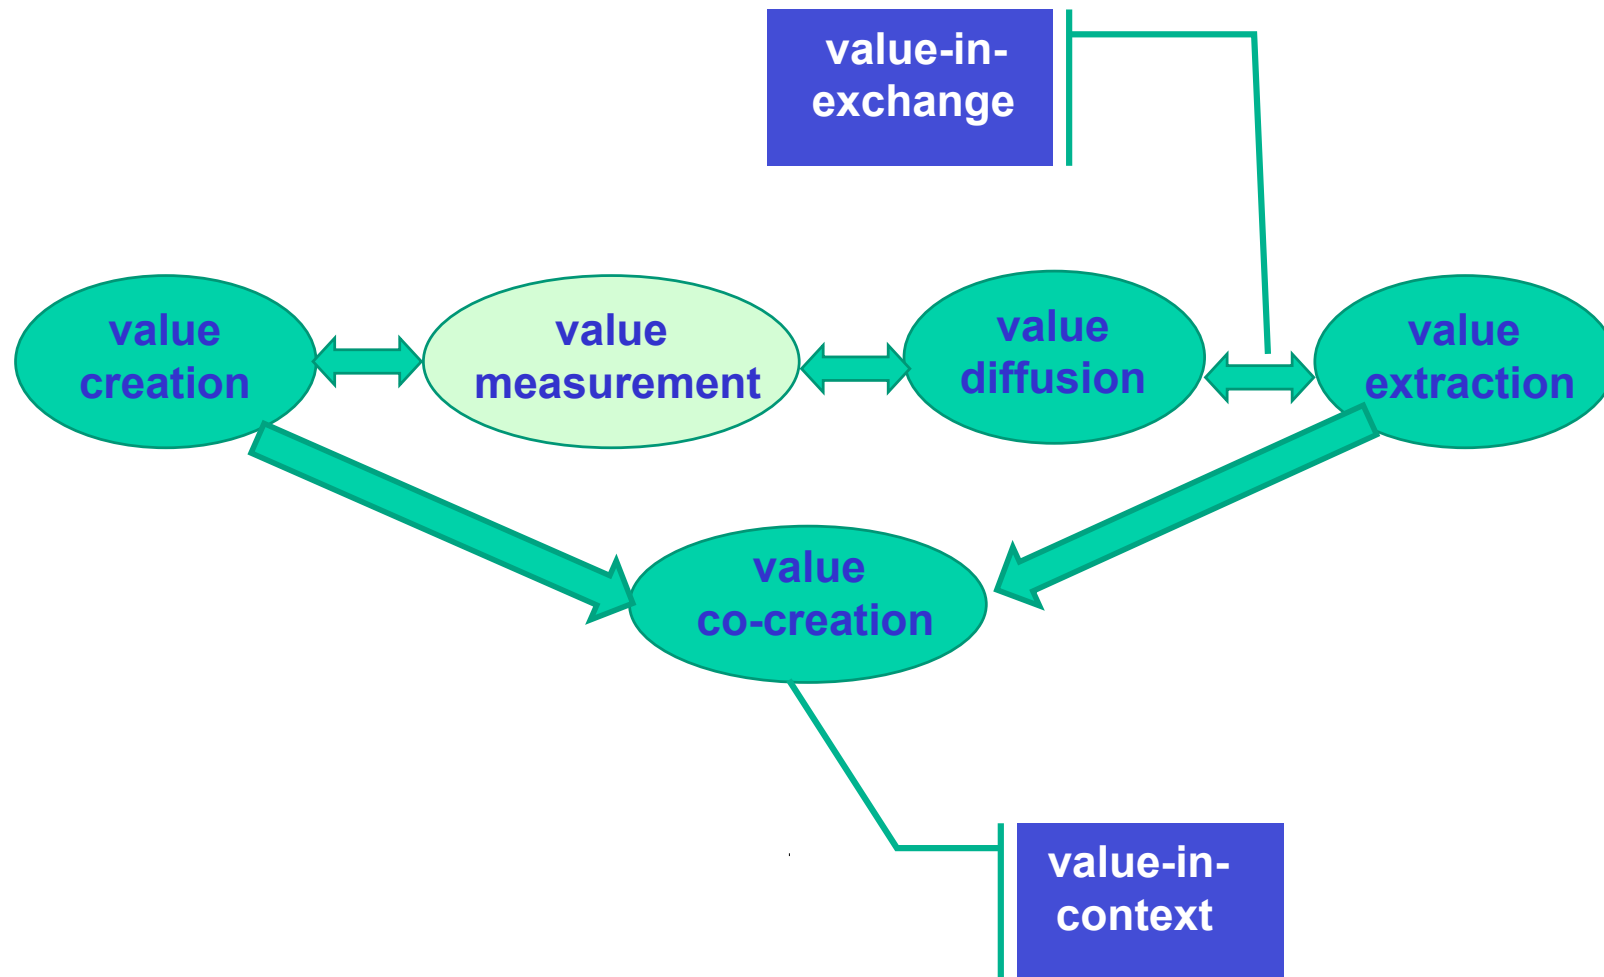 value-in-
exchange
value
creation
value
measurement
value
diffusion
value
extraction
value
co-creation
value-in-
context